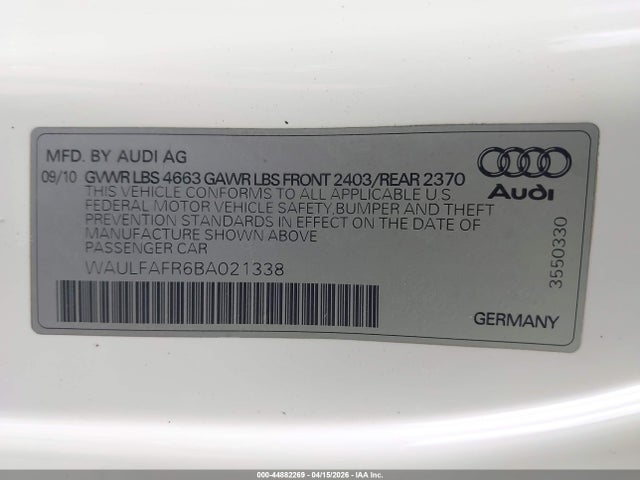 MFD. BY AUDI AG
09/10 GVWR LBS 4663 GAWR LBS FRONT 2403/REAR 2370
THIS VEHICLE CONFORMS TO ALL APPLICABLE U.S
FEDERAL MOTOR VEHICLE SAFETY,BUMPER AND THEFT
PREVENTION STANDARDS IN EFFECT ON THE DATE OF
MANUFACTURE SHOWN ABOVE
PASSENGER CAR
WAULFAFR6BA021338
Audi
3550330
GERMANY
000-44882269 - 04/15/2026 - IAA Inc.